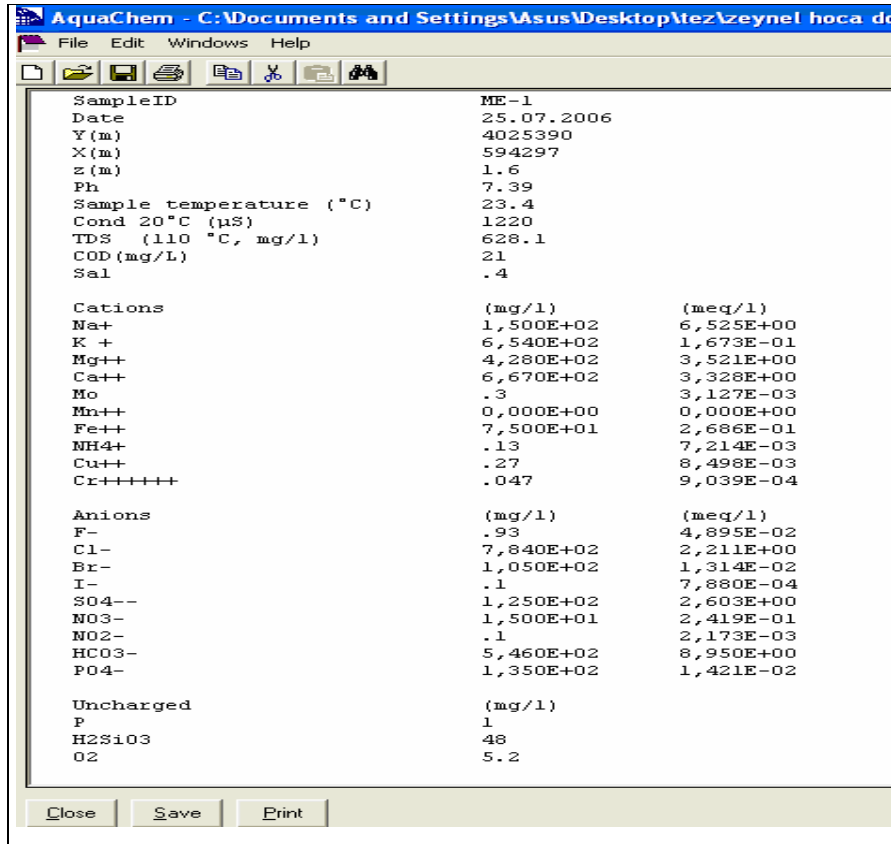 AquaChem - C:\Documents and Settings\Asus\Desktop\tez\zeynel hoca do
File Edit Windows Help
SampleID ME-1
Date 25.07.2006
Y(m) 4025390
X(m) 594297
z(m) 1.6
Ph 7.39
Sample temperature (°C) 23.4
Cond 20°C (µS) 1220
TDS (110 °C, mg/l) 628.1
COD(mg/L) 21
Sal .4
Cations (mg/l) (meq/l)
Na+ 1,500E+02 6,525E+00
K + 6,540E+02 1,673E-01
Mg++ 4,280E+02 3,521E+00
Ca++ 6,670E+02 3,328E+00
Mo .3 3,127E-03
Mn++ 0,000E+00 0,000E+00
Fe++ 7,500E+01 2,686E-01
NH4+ .13 7,214E-03
Cu++ .27 8,498E-03
Cr++++++ .047 9,039E-04
Anions (mg/l) (meq/l)
F- .93 4,895E-02
Cl- 7,840E+02 2,211E+00
Br- 1,050E+02 1,314E-02
I- .1 7,880E-04
SO4-- 1,250E+02 2,603E+00
NO3- 1,500E+01 2,419E-01
NO2- .1 2,173E-03
HCO3- 5,460E+02 8,950E+00
PO4- 1,350E+02 1,421E-02
Uncharged (mg/l)
P 1
H2SiO3 48
O2 5.2
Close Save Print